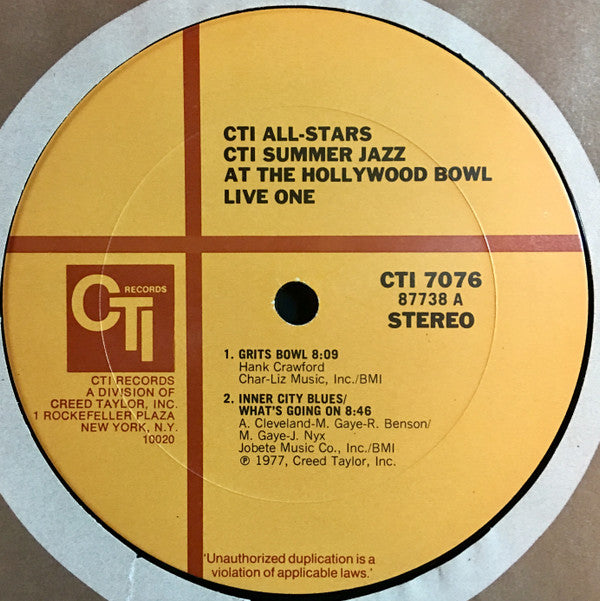 CTI ALL-STARS
CTI SUMMER JAZZ
AT THE HOLLYWOOD BOWL
LIVE ONE
CTI RECORDS
CTI RECORDS
A DIVISION OF
CREED TAYLOR, INC.
1 ROCKEFELLER PLAZA
NEW YORK, N.Y.
10020
CTI 7076
87738 A
STEREO
1. GRITS BOWL 8:09
Hank Crawford
Char-Liz Music, Inc./BMI
2. INNER CITY BLUES/
WHAT'S GOING ON 8:46
A. Cleveland-M. Gaye-R. Benson/
M. Gaye-J. Nyx
Jobete Music Co., Inc./BMI
℗ 1977, Creed Taylor, Inc.
'Unauthorized duplication is a
violation of applicable laws.'